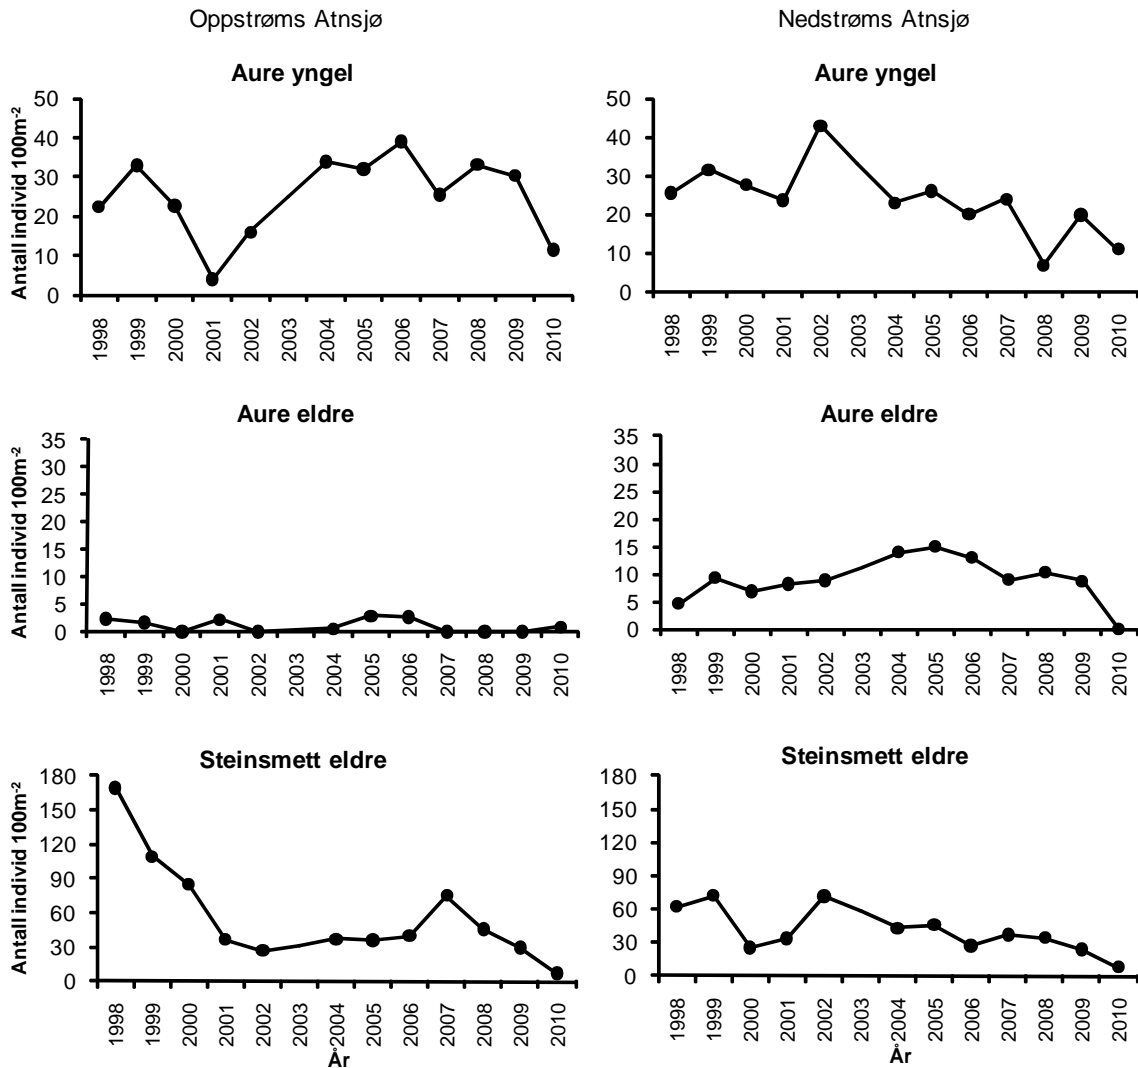 Oppstrøms Atnsjø
Nedstrøms Atnsjø
Aure yngel
Antall individ 100m⁻²
50
40
30
20
10
0
1998 1999 2000 2001 2002 2003 2004 2005 2006 2007 2008 2009 2010
Aure yngel
50
40
30
20
10
0
1998 1999 2000 2001 2002 2003 2004 2005 2006 2007 2008 2009 2010
Aure eldre
Antall individ 100m⁻²
35
30
25
20
15
10
5
0
1998 1999 2000 2001 2002 2003 2004 2005 2006 2007 2008 2009 2010
Aure eldre
35
30
25
20
15
10
5
0
1998 1999 2000 2001 2002 2003 2004 2005 2006 2007 2008 2009 2010
Steinsmett eldre
Antall individ 100m⁻²
180
150
120
90
60
30
0
1998 1999 2000 2001 2002 2003 2004 2005 2006 2007 2008 2009 2010
År
Steinsmett eldre
180
150
120
90
60
30
0
1998 1999 2000 2001 2002 2003 2004 2005 2006 2007 2008 2009 2010
År